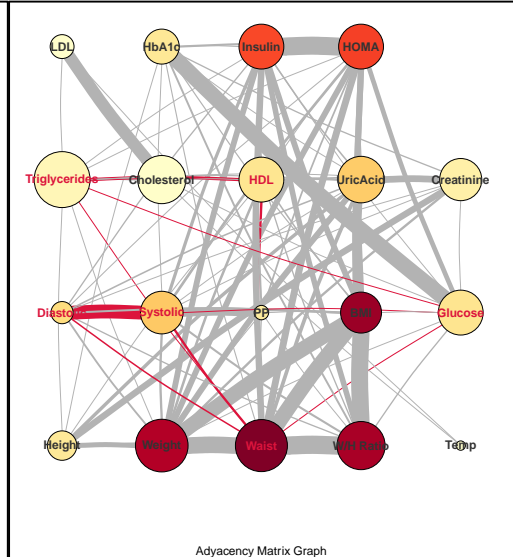 LDL HbA1c Insulin HOMA
Triglycerides Cholesterol HDL UricAcid Creatinine
Diastolic Systolic PP BMI Glucose
Height Weight Waist Temp
Adyacency Matrix Graph